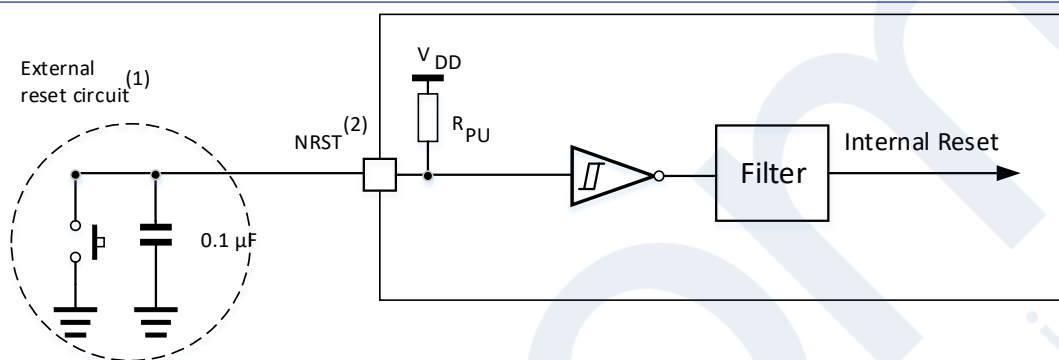 V DD
External
reset circuit(1)
NRST(2)
R PU
Internal Reset
Filter
0.1 µF